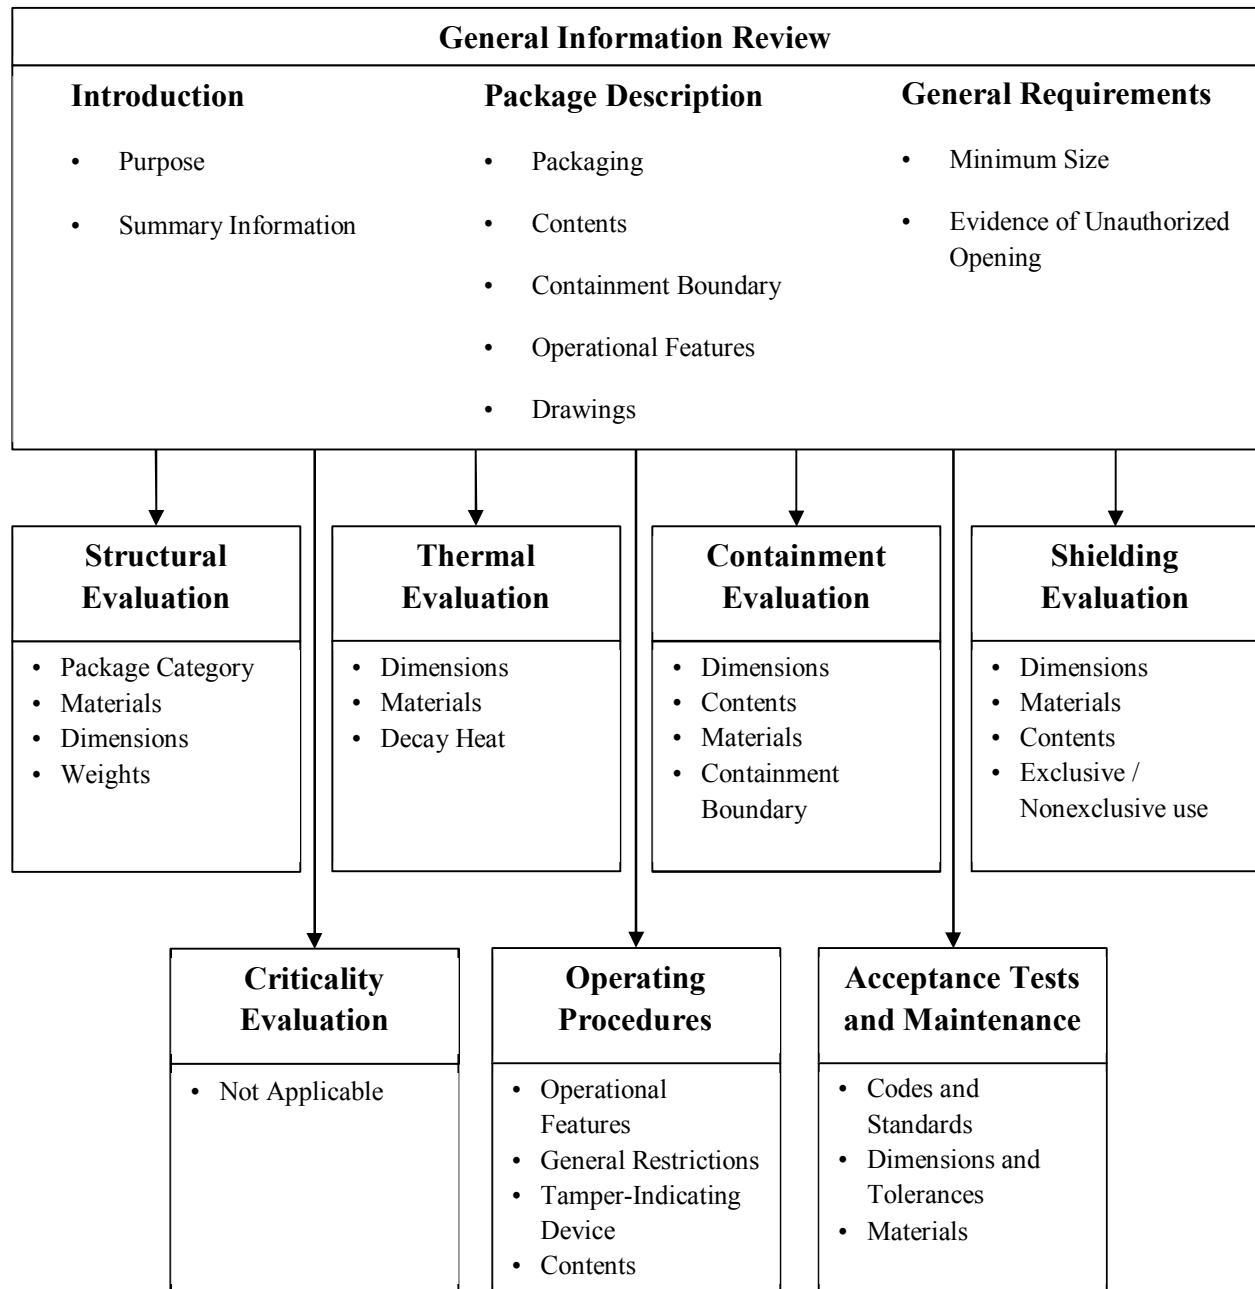 General Information Review
Introduction
• Purpose
• Summary Information
Package Description
• Packaging
• Contents
• Containment Boundary
• Operational Features
• Drawings
General Requirements
• Minimum Size
• Evidence of Unauthorized
Opening
Structural
Evaluation
• Package Category
• Materials
• Dimensions
• Weights
Thermal
Evaluation
• Dimensions
• Materials
• Decay Heat
Containment
Evaluation
• Dimensions
• Contents
• Materials
• Containment
Boundary
Shielding
Evaluation
• Dimensions
• Materials
• Contents
• Exclusive /
Nonexclusive use
Criticality
Evaluation
• Not Applicable
Operating
Procedures
• Operational
Features
• General Restrictions
• Tamper-Indicating
Device
• Contents
Acceptance Tests
and Maintenance
• Codes and
Standards
• Dimensions and
Tolerances
• Materials